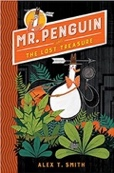 MR. PENGUIN
THE LOST TREASURE
ALEX T. SMITH